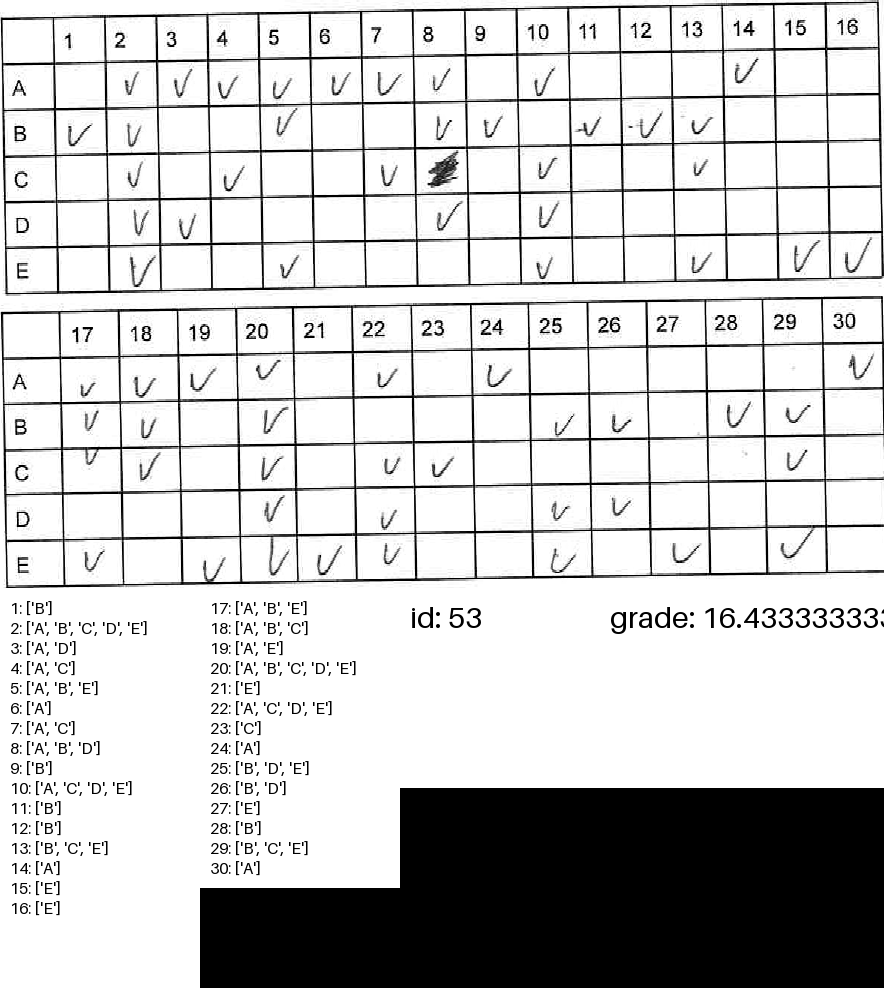 1 2 3 4 5 6 7 8 9 10 11 12 13 14 15 16
A ✓ ✓ ✓ ✓ ✓ ✓ ✓ ✓ ✓
B ✓ ✓ ✓ ✓ ✓ ✓ ✓ ✓
C ✓ ✓ ✓ ✓ ✓
D ✓ ✓ ✓ ✓
E ✓ ✓ ✓ ✓ ✓ ✓
17 18 19 20 21 22 23 24 25 26 27 28 29 30
A ✓ ✓ ✓ ✓ ✓ ✓ ✓
B ✓ ✓ ✓ ✓ ✓ ✓ ✓
C ✓ ✓ ✓ ✓ ✓ ✓
D ✓ ✓ ✓ ✓
E ✓ ✓ ✓ ✓ ✓ ✓ ✓ ✓
1: ['B']
2: ['A', 'B', 'C', 'D', 'E']
3: ['A', 'D']
4: ['A', 'C']
5: ['A', 'B', 'E']
6: ['A']
7: ['A', 'C']
8: ['A', 'B', 'D']
9: ['B']
10: ['A', 'C', 'D', 'E']
11: ['B']
12: ['B']
13: ['B', 'C', 'E']
14: ['A']
15: ['E']
16: ['E']
17: ['A', 'B', 'E']
18: ['A', 'B', 'C']
19: ['A', 'E']
20: ['A', 'B', 'C', 'D', 'E']
21: ['E']
22: ['A', 'C', 'D', 'E']
23: ['C']
24: ['A']
25: ['B', 'D', 'E']
26: ['B', 'D']
27: ['E']
28: ['B']
29: ['B', 'C', 'E']
30: ['A']
id: 53
grade: 16.433333333